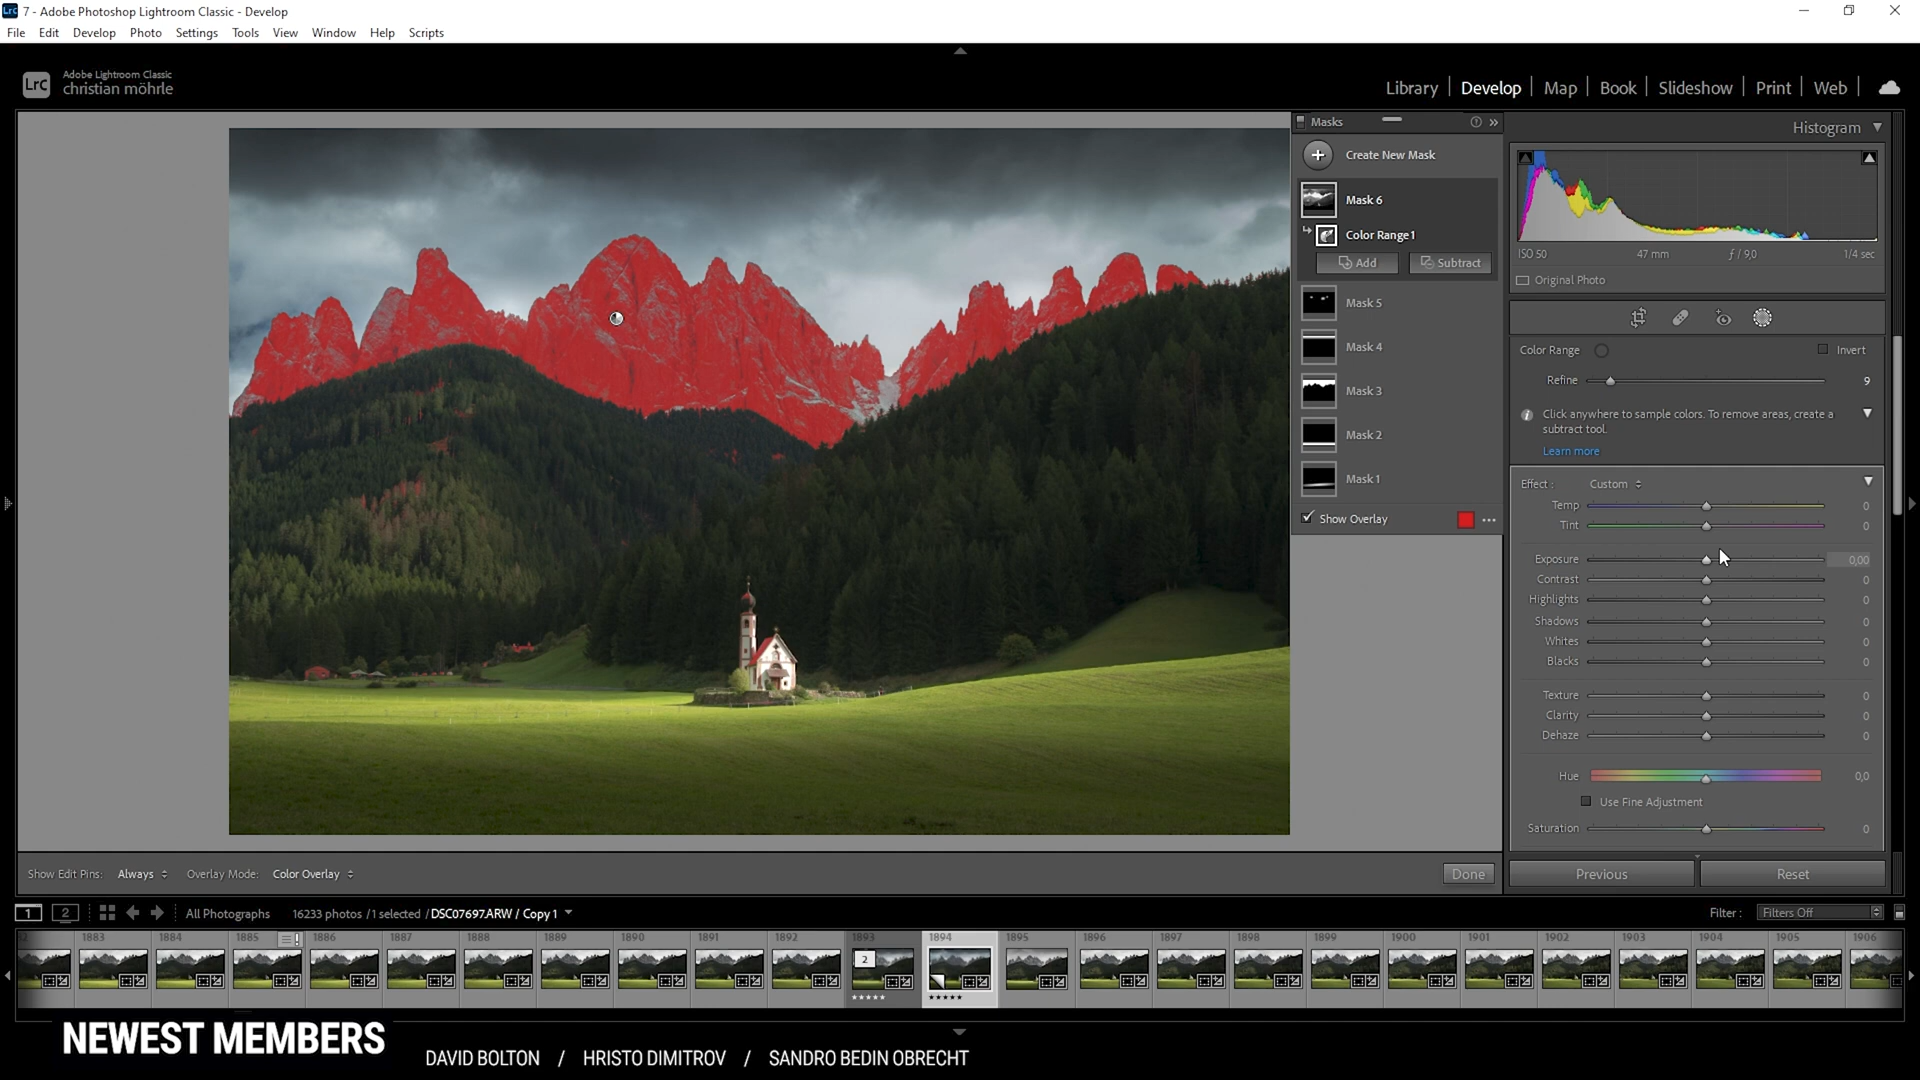 Lrc 7 - Adobe Photoshop Lightroom Classic - Develop
File Edit Develop Photo Settings Tools View Window Help Scripts
LrC
Adobe Lightroom Classic
christian möhrle
Library Develop Map Book Slideshow Print Web
Masks
Create New Mask
Mask 6
Color Range 1
Add Subtract
Mask 5
Mask 4
Mask 3
Mask 2
Mask 1
Show Overlay
Histogram
ISO 50 47 mm ƒ / 9,0 1/4 sec
Original Photo
Color Range Invert
Refine 9
Click anywhere to sample colors. To remove areas, create a
subtract tool.
Learn more
Effect : Custom
Temp 0
Tint 0
Exposure 0,00
Contrast 0
Highlights 0
Shadows 0
Whites 0
Blacks 0
Texture 0
Clarity 0
Dehaze 0
Hue 0,0
Use Fine Adjustment
Saturation 0
Show Edit Pins: Always Overlay Mode: Color Overlay Done
Previous Reset
1 2 All Photographs 16233 photos / 1 selected / DSC07697.ARW / Copy 1 Filter : Filters Off
1883 1884 1885 1886 1887 1888 1889 1890 1891 1892 1893 1894 1895 1896 1897 1898 1899 1900 1901 1902 1903 1904 1905 1906
2
NEWEST MEMBERS
DAVID BOLTON / HRISTO DIMITROV / SANDRO BEDIN OBRECHT